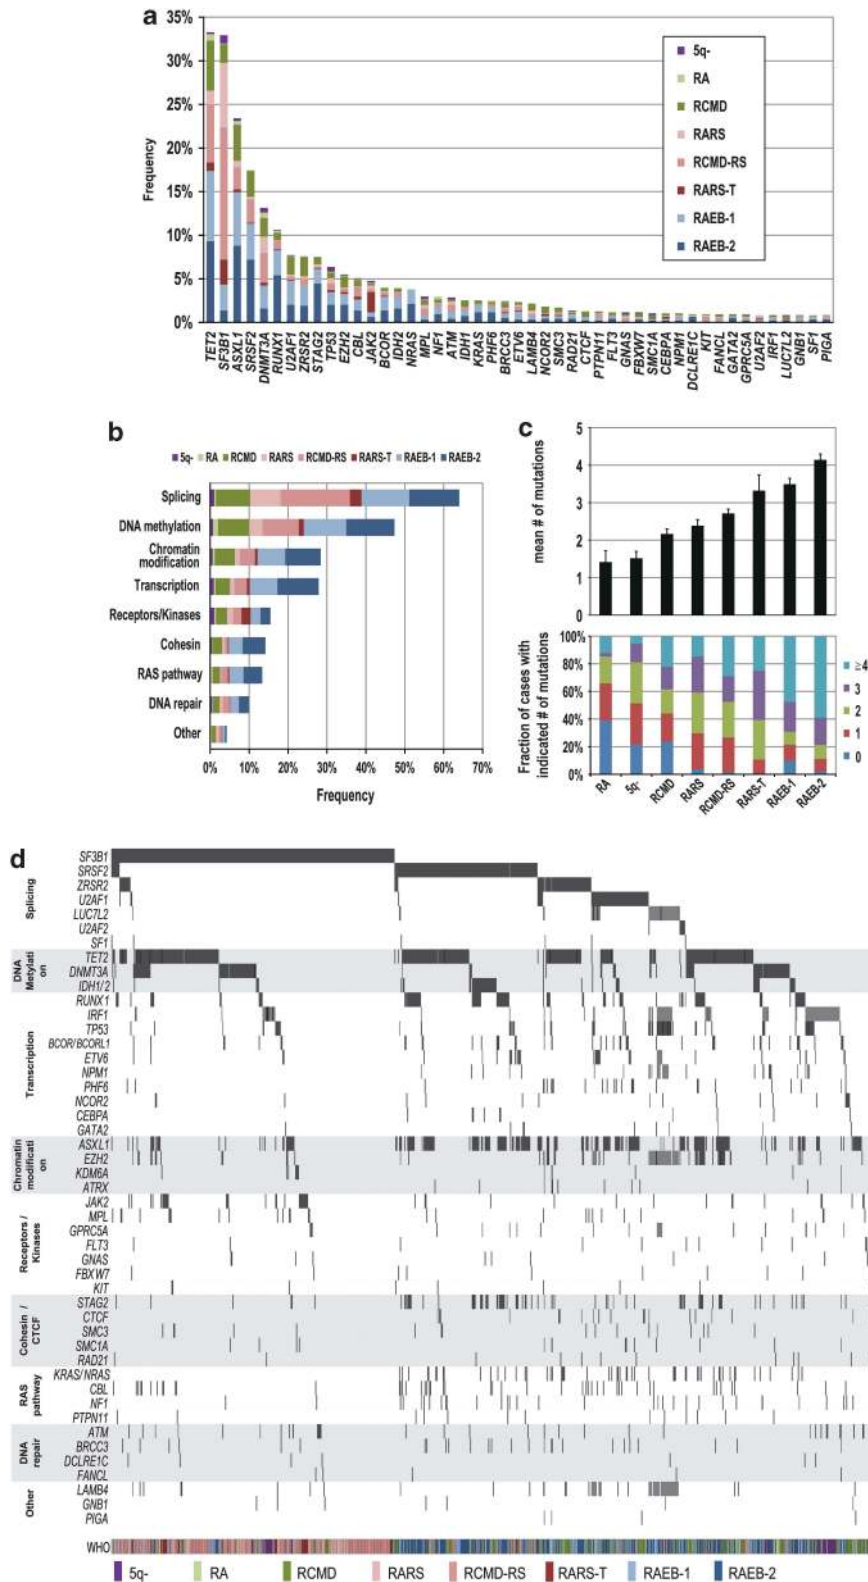 a
35%
30%
25%
20%
15%
10%
5%
0%
Frequency
5q-
RA
RCMD
RARS
RCMD-RS
RARS-T
RAEB-1
RAEB-2
TET2
SF3B1
ASXL1
SRSF2
DNMT3A
RUNX1
U2AF1
ZRSR2
STAG2
TP53
EZH2
CBL
JAK2
BCOR
IDH2
NRAS
MPL
NF1
ATM
IDH1
KRAS
PHF6
BRCC3
ETV6
LAMB4
NCOR2
SMC3
RAD21
CTCF
PTPN11
FLT3
GNAS
FBXW7
SMC1A
CEBPA
NPM1
DCLRE1C
KIT
FANCL
GATA2
GPRC5A
U2AF2
IRF1
LUC7L2
GNB1
SF1
PIGA
b
5q- RA RCMD RARS RCMD-RS RARS-T RAEB-1 RAEB-2
Splicing
DNA methylation
Chromatin
modification
Transcription
Receptors/Kinases
Cohesin
RAS pathway
DNA repair
Other
0% 10% 20% 30% 40% 50% 60% 70%
Frequency
c
5
4
3
2
1
0
mean # of mutations
100%
80%
60%
40%
20%
0%
Fraction of cases with
indicated # of mutations
≥4
3
2
1
0
RA
5q-
RCMD
RARS
RCMD-RS
RARS-T
RAEB-1
RAEB-2
d
Splicing
SF3B1
SRSF2
ZRSR2
U2AF1
LUC7L2
U2AF2
SF1
DNA
Metylati
on
TET2
DNMT3A
IDH1/2
Transcription
RUNX1
IRF1
TP53
BCOR/BCORL1
ETV6
NPM1
PHF6
NCOR2
CEBPA
GATA2
Chromatin
modificati
on
ASXL1
EZH2
KDM6A
ATRX
Receptors /
Kinases
JAK2
MPL
GPRC5A
FLT3
GNAS
FBXW7
KIT
Cohesin /
CTCF
STAG2
CTCF
SMC3
SMC1A
RAD21
RAS
pathway
KRAS/NRAS
CBL
NF1
PTPN11
DNA
repair
ATM
BRCC3
DCLRE1C
FANCL
Other
LAMB4
GNB1
PIGA
WHO
5q- RA RCMD RARS RCMD-RS RARS-T RAEB-1 RAEB-2